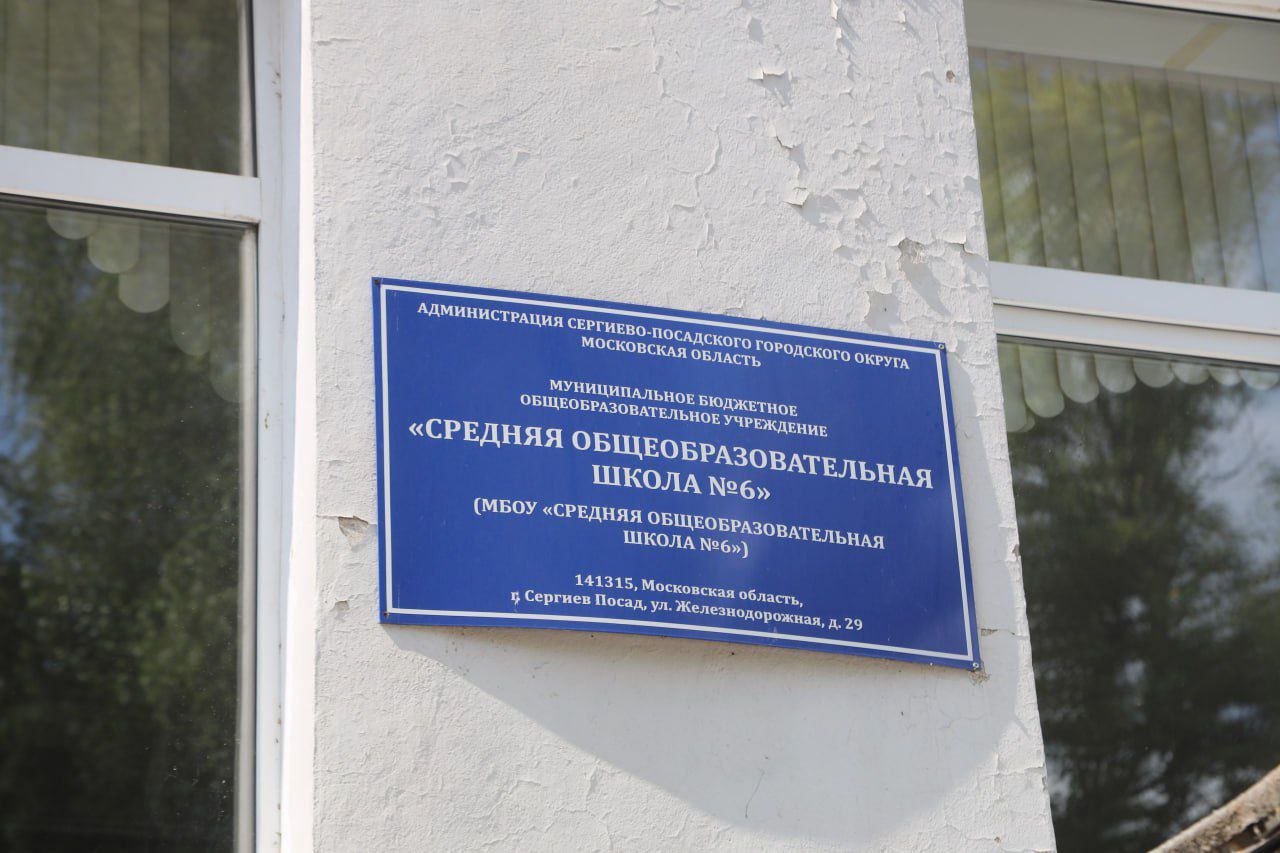 АДМИНИСТРАЦИЯ СЕРГИЕВО-ПОСАДСКОГО ГОРОДСКОГО ОКРУГА
МОСКОВСКАЯ ОБЛАСТЬ
МУНИЦИПАЛЬНОЕ БЮДЖЕТНОЕ
ОБЩЕОБРАЗОВАТЕЛЬНОЕ УЧРЕЖДЕНИЕ
«СРЕДНЯЯ ОБЩЕОБРАЗОВАТЕЛЬНАЯ
ШКОЛА №6»
(МБОУ «СРЕДНЯЯ ОБЩЕОБРАЗОВАТЕЛЬНАЯ
ШКОЛА №6»)
141315, Московская область,
г. Сергиев Посад, ул. Железнодорожная, д. 29